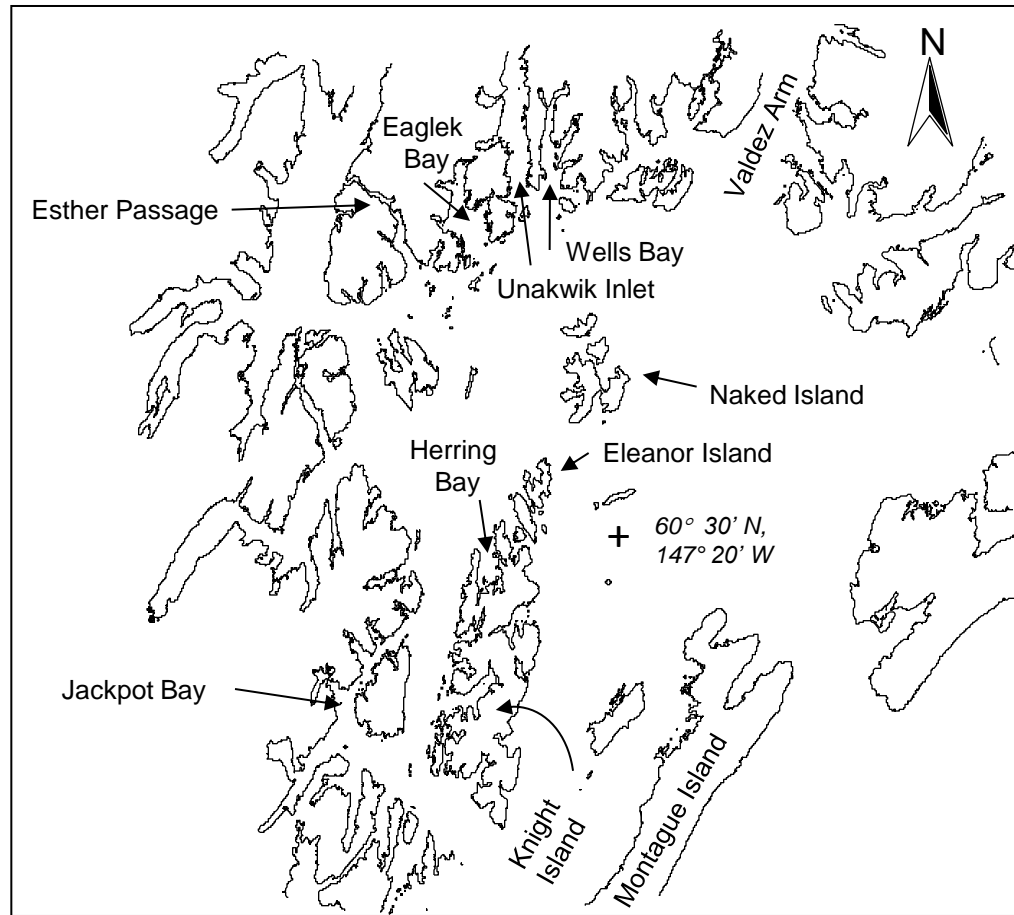 N
Valdez Arm
Eaglek
Bay
Esther Passage
Wells Bay
Unakwik Inlet
Naked Island
Herring
Bay
Eleanor Island
60° 30’ N,
147° 20’ W
Jackpot Bay
Knight
Island
Montague Island